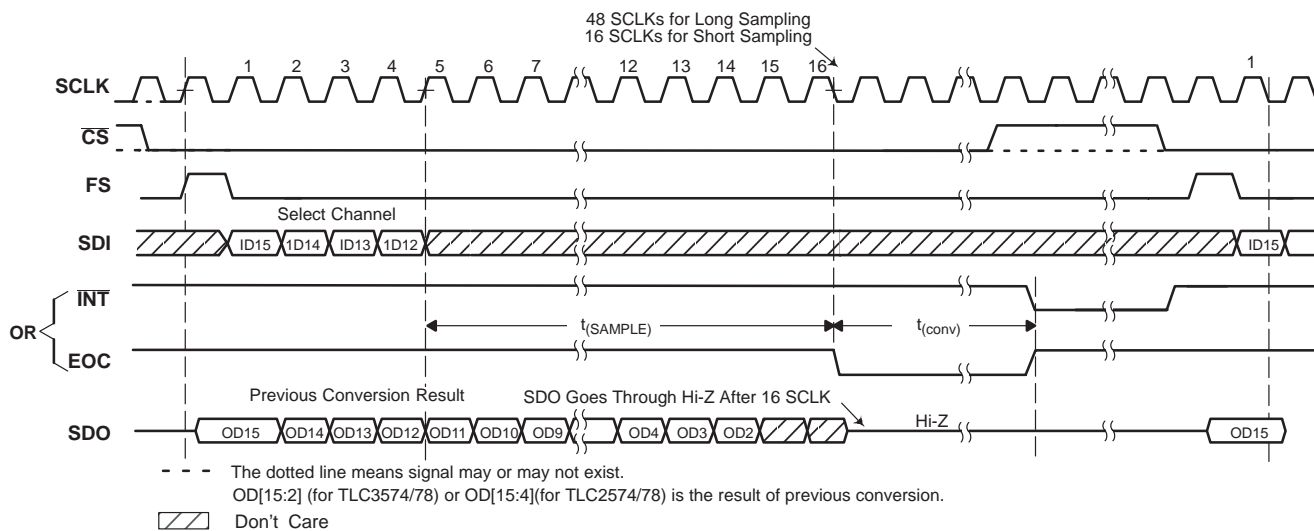 48 SCLKs for Long Sampling
16 SCLKs for Short Sampling
SCLK 1 2 3 4 5 6 7 12 13 14 15 16 1
CS
FS
Select Channel
SDI ID15 1D14 ID13 1D12 ID15
INT
OR
t(SAMPLE) t(conv)
EOC
Previous Conversion Result SDO Goes Through Hi-Z After 16 SCLK
SDO OD15 OD14 OD13 OD12 OD11 OD10 OD9 OD4 OD3 OD2 Hi-Z OD15
The dotted line means signal may or may not exist.
OD[15:2] (for TLC3574/78) or OD[15:4](for TLC2574/78) is the result of previous conversion.
Don't Care